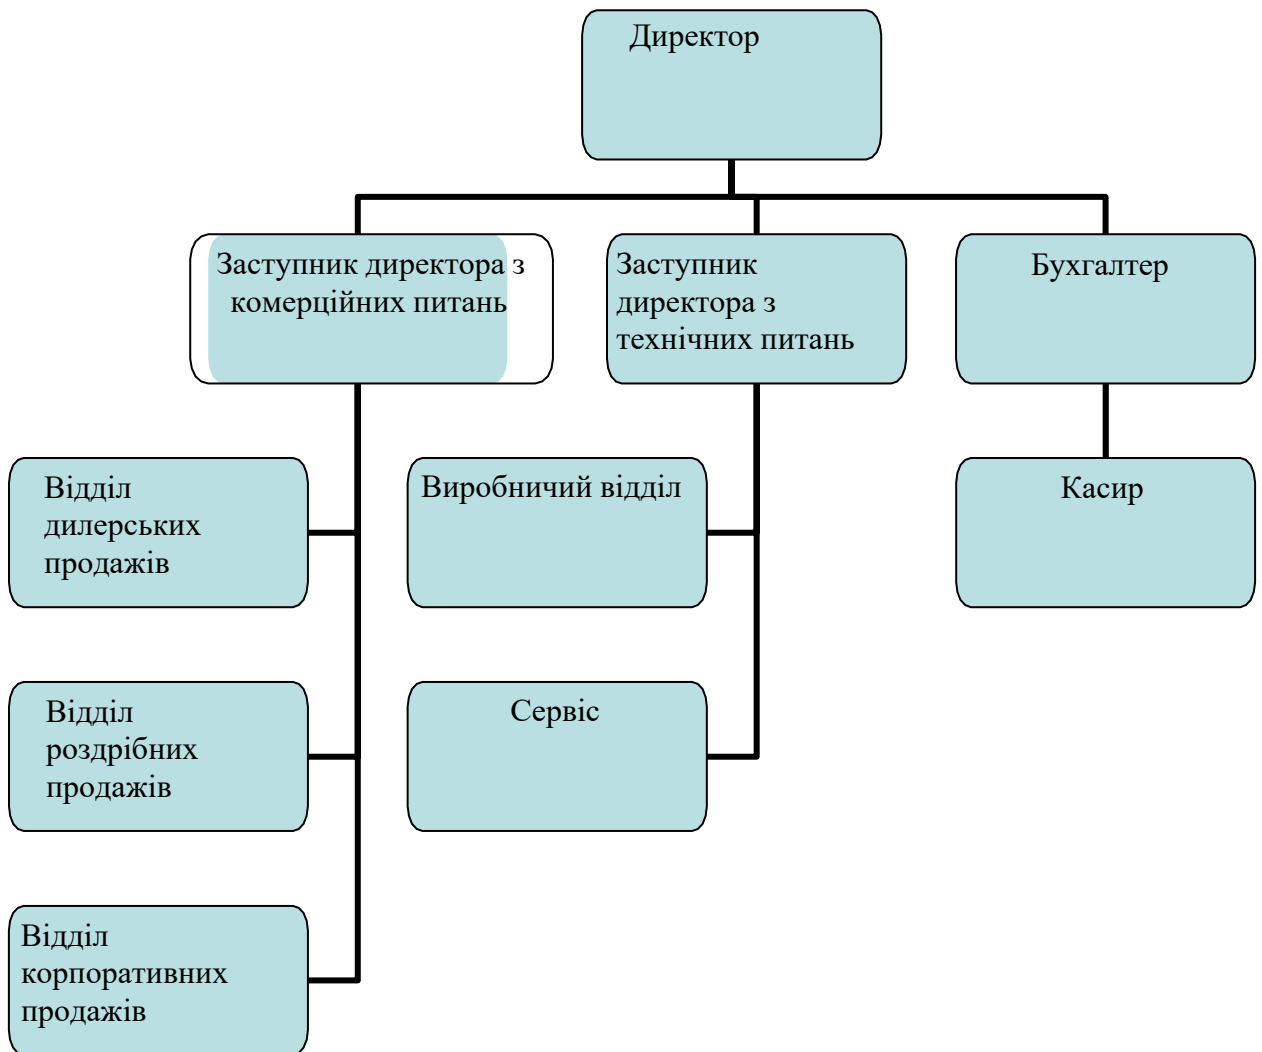 Директор
Заступник директора з
комерційних питань
Заступник
директора з
технічних питань
Бухгалтер
Відділ
дилерських
продажів
Виробничий відділ
Касир
Відділ
роздрібних
продажів
Сервіс
Відділ
корпоративних
продажів